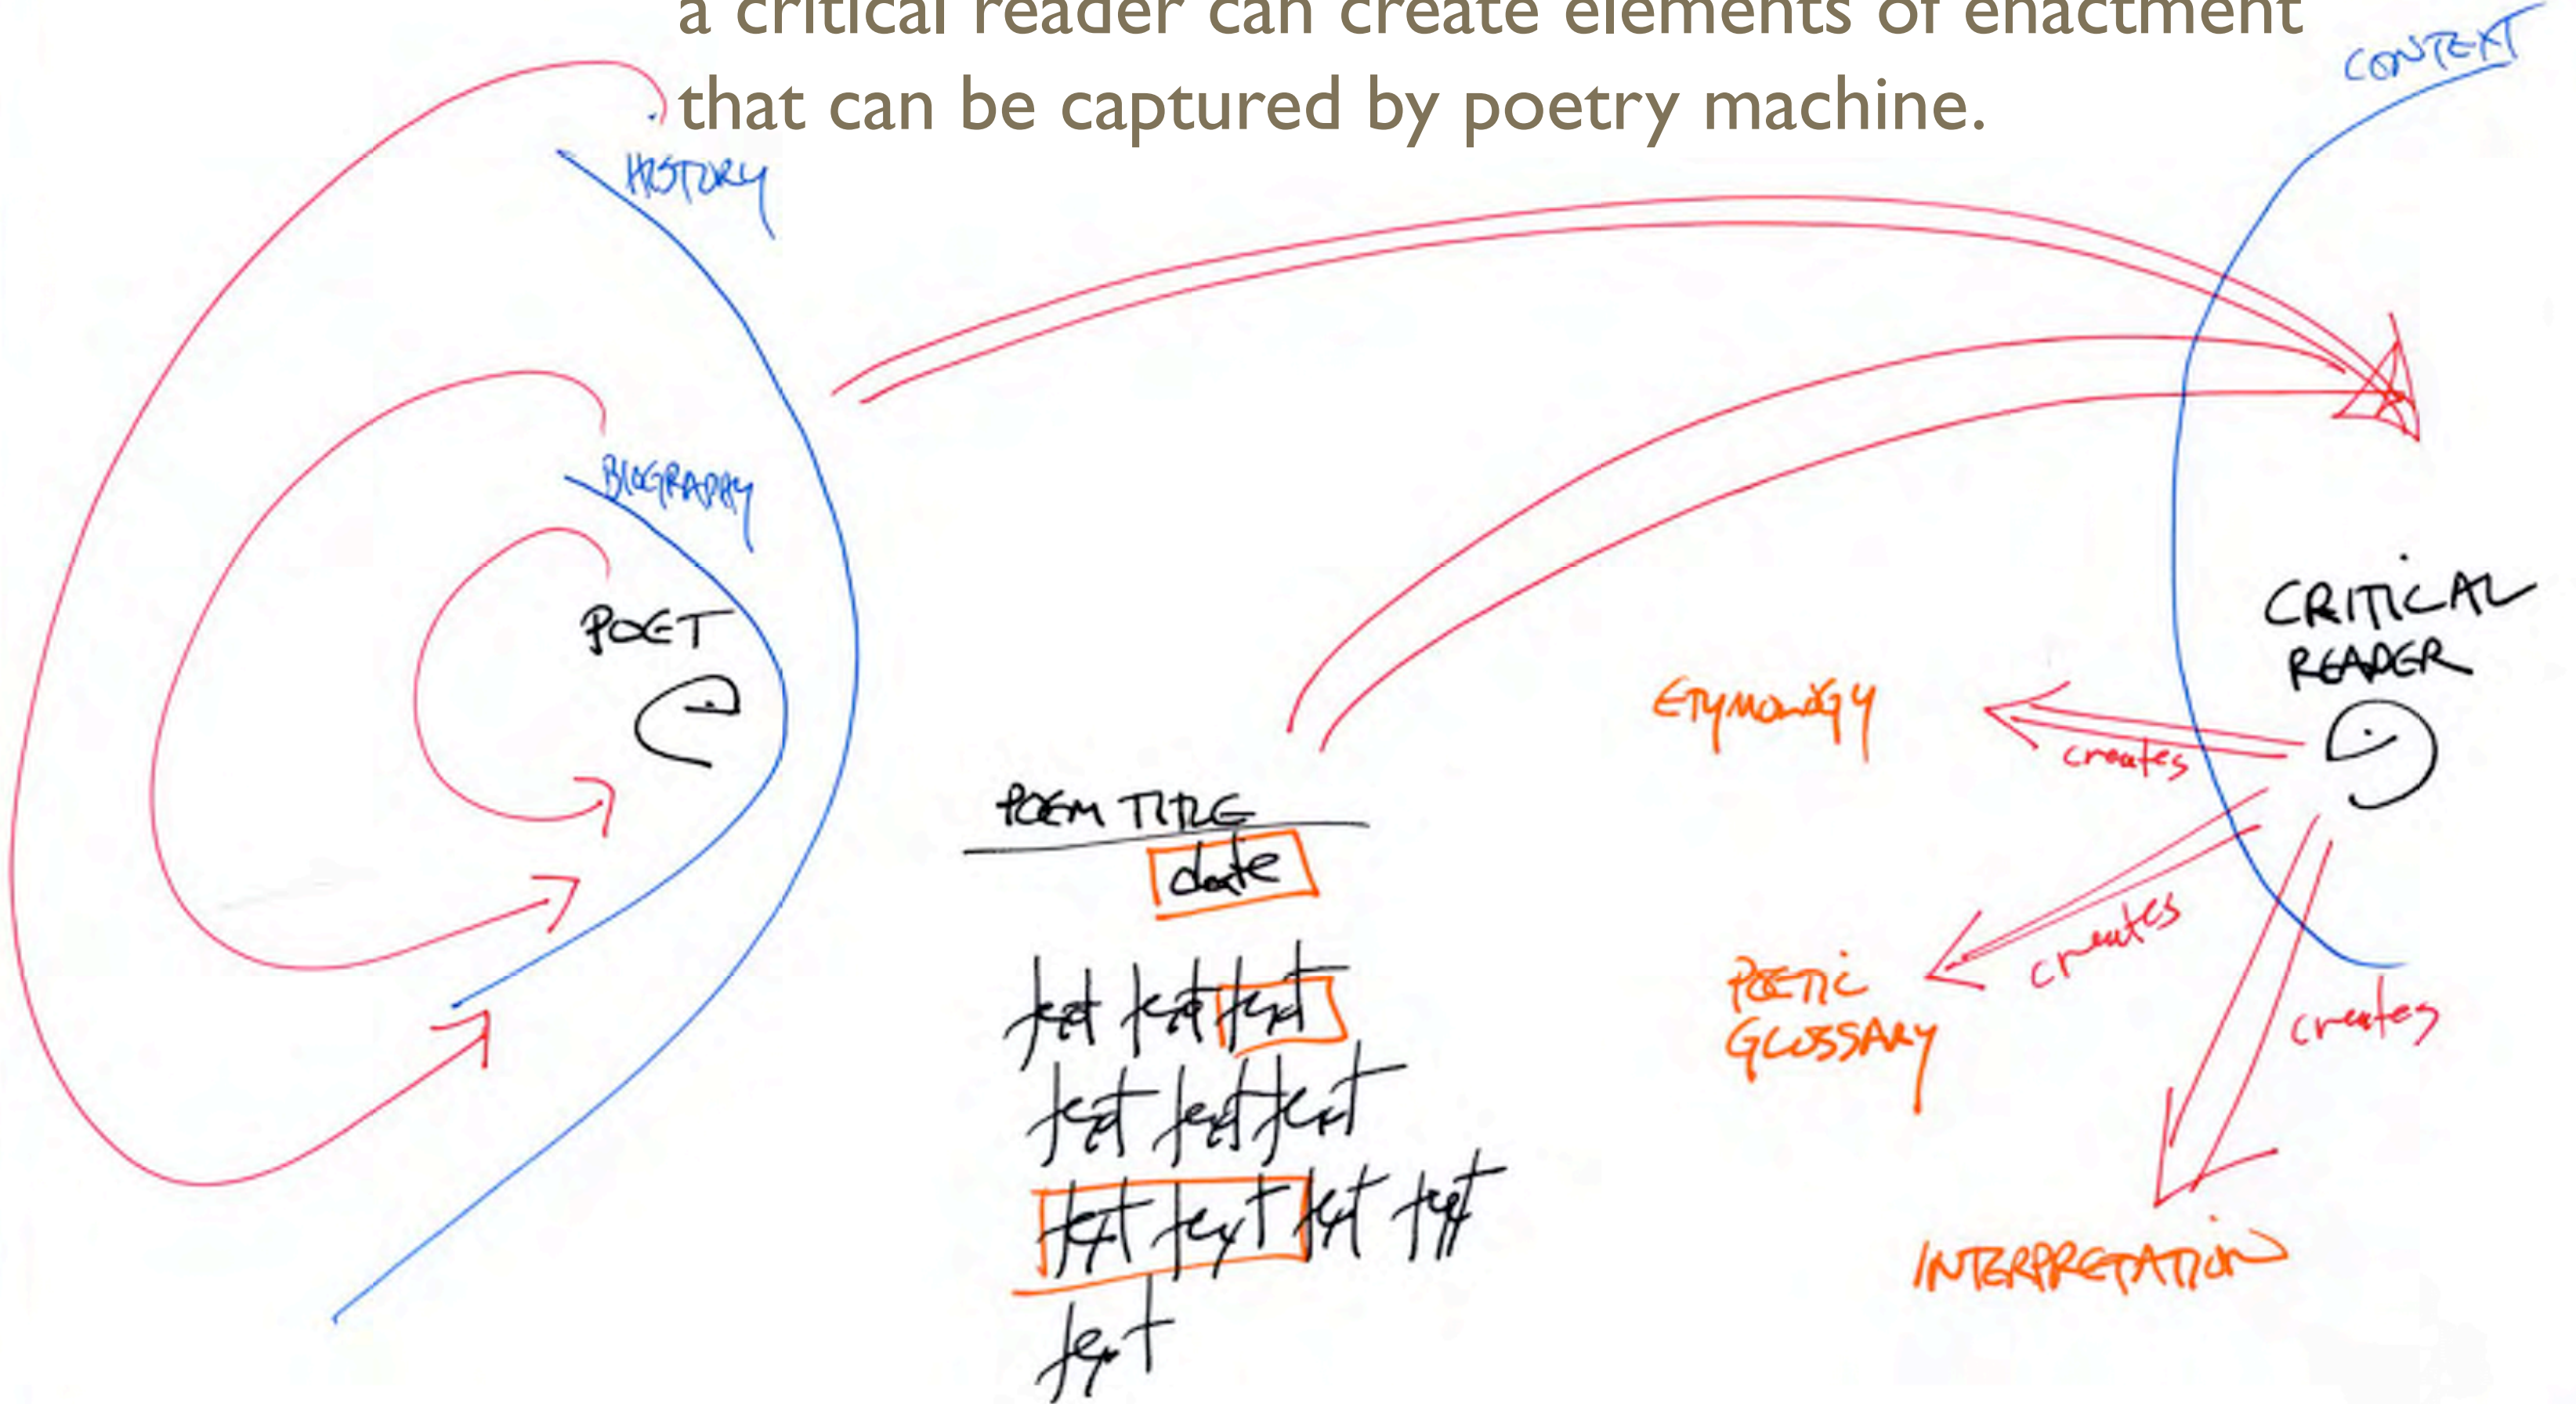 a critical reader can create elements of enactment
that can be captured by poetry machine.
CONTEXT
HISTORY
BIOGRAPHY
POET
CRITICAL
READER
ETYMOLOGY
creates
POEM TITLE
date
text text text
text text text
text text text text
text
creates
POETIC
GLOSSARY
creates
INTERPRETATION